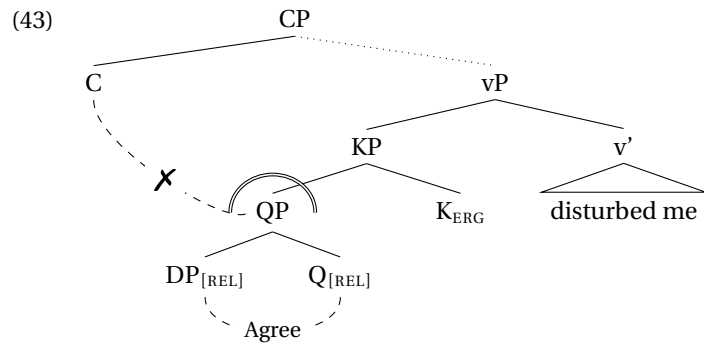 (43) CP
C vP
KP v'
✗
QP K_ERG disturbed me
DP_[REL] Q_[REL]
Agree